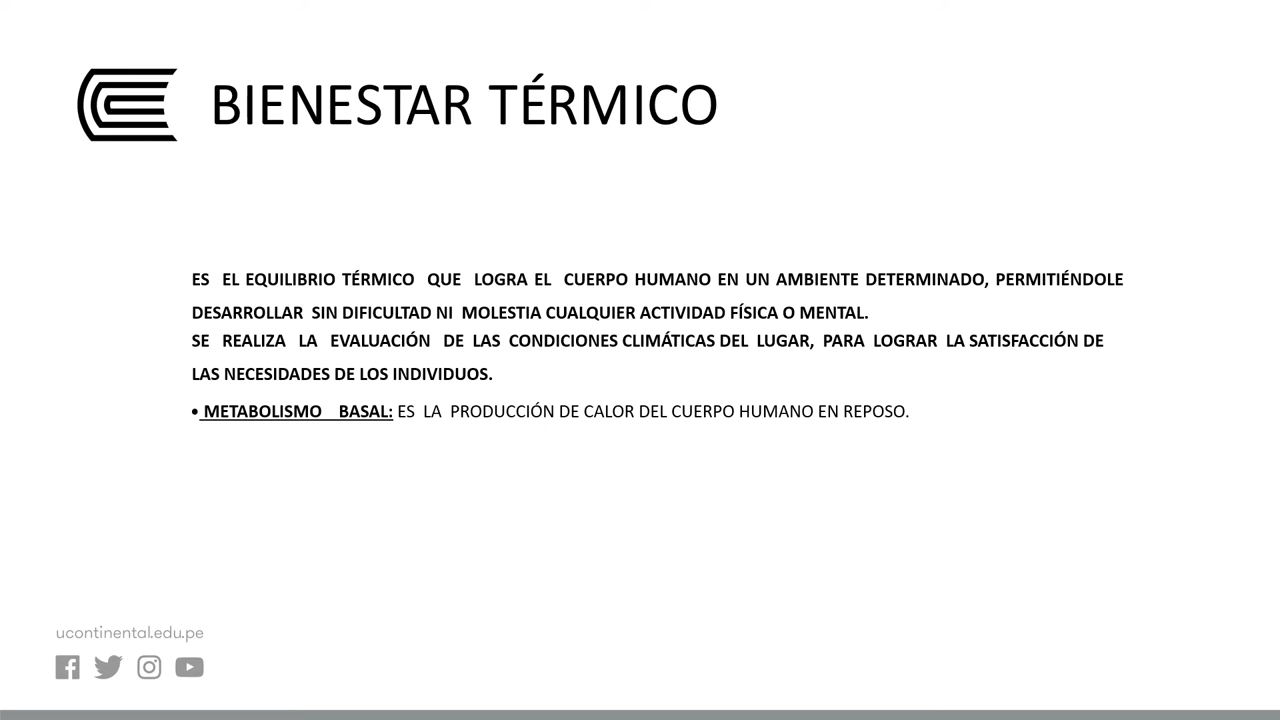 BIENESTAR TÉRMICO
ES EL EQUILIBRIO TÉRMICO QUE LOGRA EL CUERPO HUMANO EN UN AMBIENTE DETERMINADO, PERMITIÉNDOLE
DESARROLLAR SIN DIFICULTAD NI MOLESTIA CUALQUIER ACTIVIDAD FÍSICA O MENTAL.
SE REALIZA LA EVALUACIÓN DE LAS CONDICIONES CLIMÁTICAS DEL LUGAR, PARA LOGRAR LA SATISFACCIÓN DE
LAS NECESIDADES DE LOS INDIVIDUOS.
• METABOLISMO BASAL: ES LA PRODUCCIÓN DE CALOR DEL CUERPO HUMANO EN REPOSO.
ucontinental.edu.pe